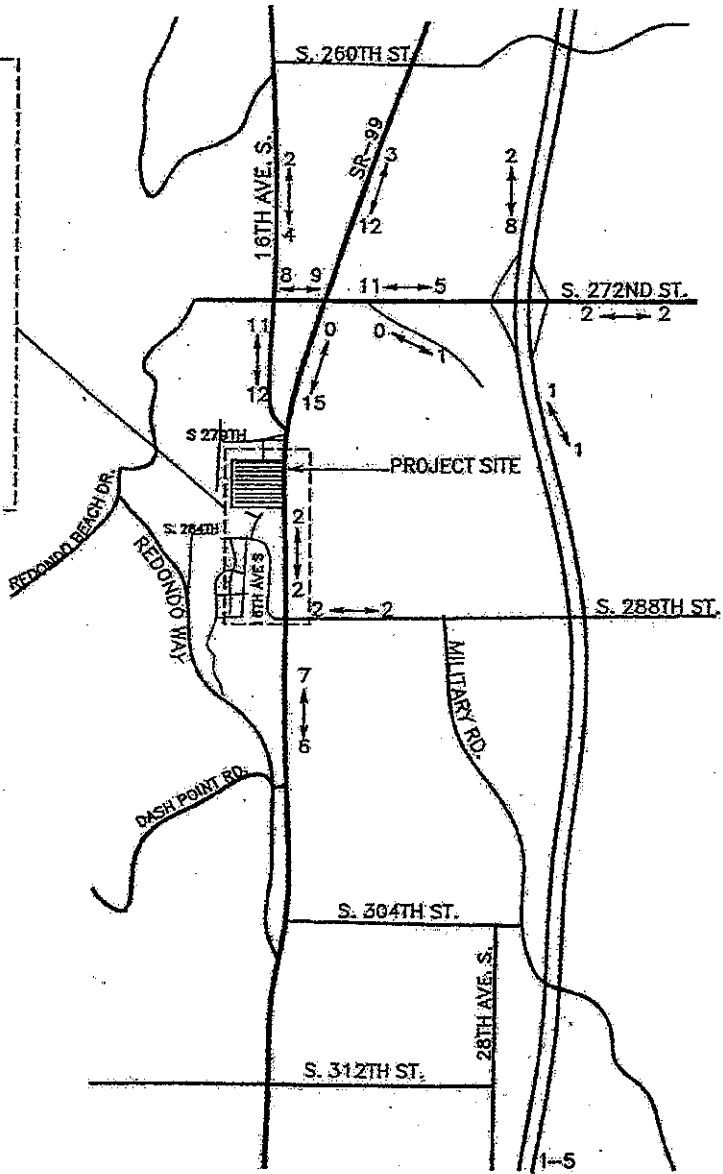 S. 260TH ST.
16TH AVE. S.
SR-99
2
4
3
12
2
8
8 9
11 5
S. 272ND ST.
2 2
11
12
0
15
0
1
1
1
S 279TH
PROJECT SITE
REDONDO BEACH DR.
S. 284TH
REDONDO WAY
16TH AVE S
2
2
2 2
S. 288TH ST.
MILITARY RD.
7
6
DASH POINT RD.
S. 304TH ST.
28TH AVE. S.
S. 312TH ST.
I-5